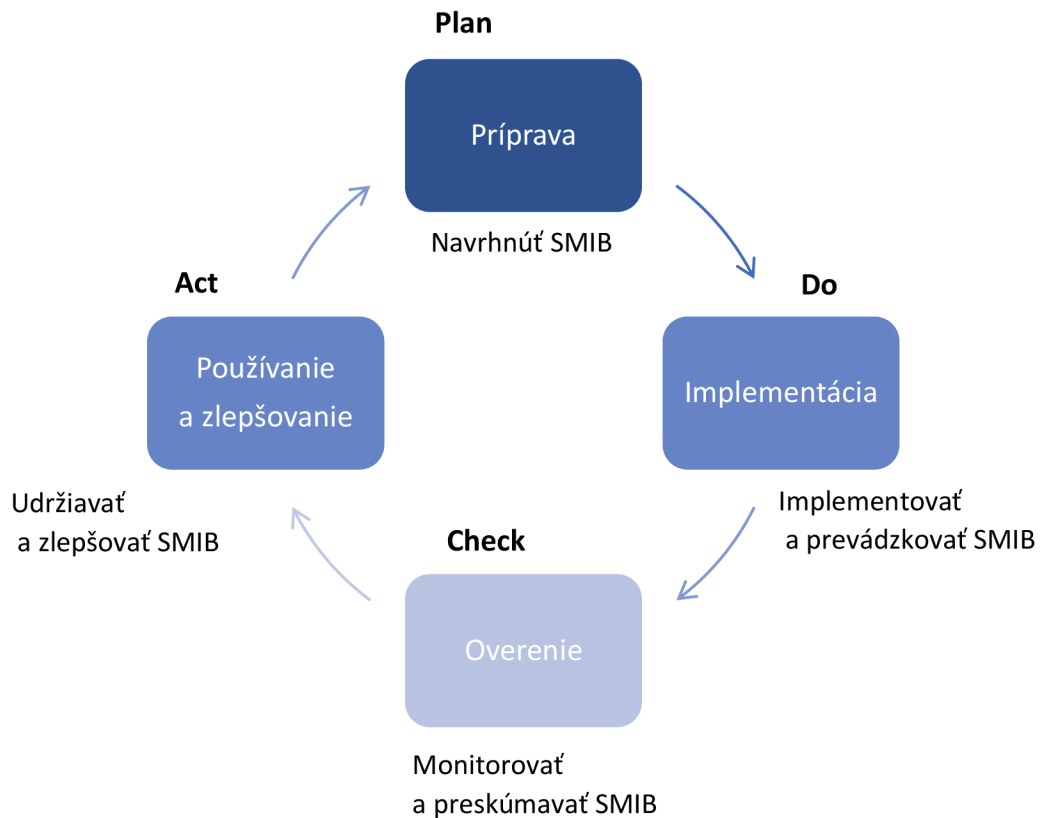 Plan
Príprava
Navrhnúť SMIB
Do
Implementácia
Implementovať
a prevádzkovať SMIB
Check
Overenie
Monitorovať
a preskúmavať SMIB
Act
Používanie
a zlepšovanie
Udržiavať
a zlepšovať SMIB